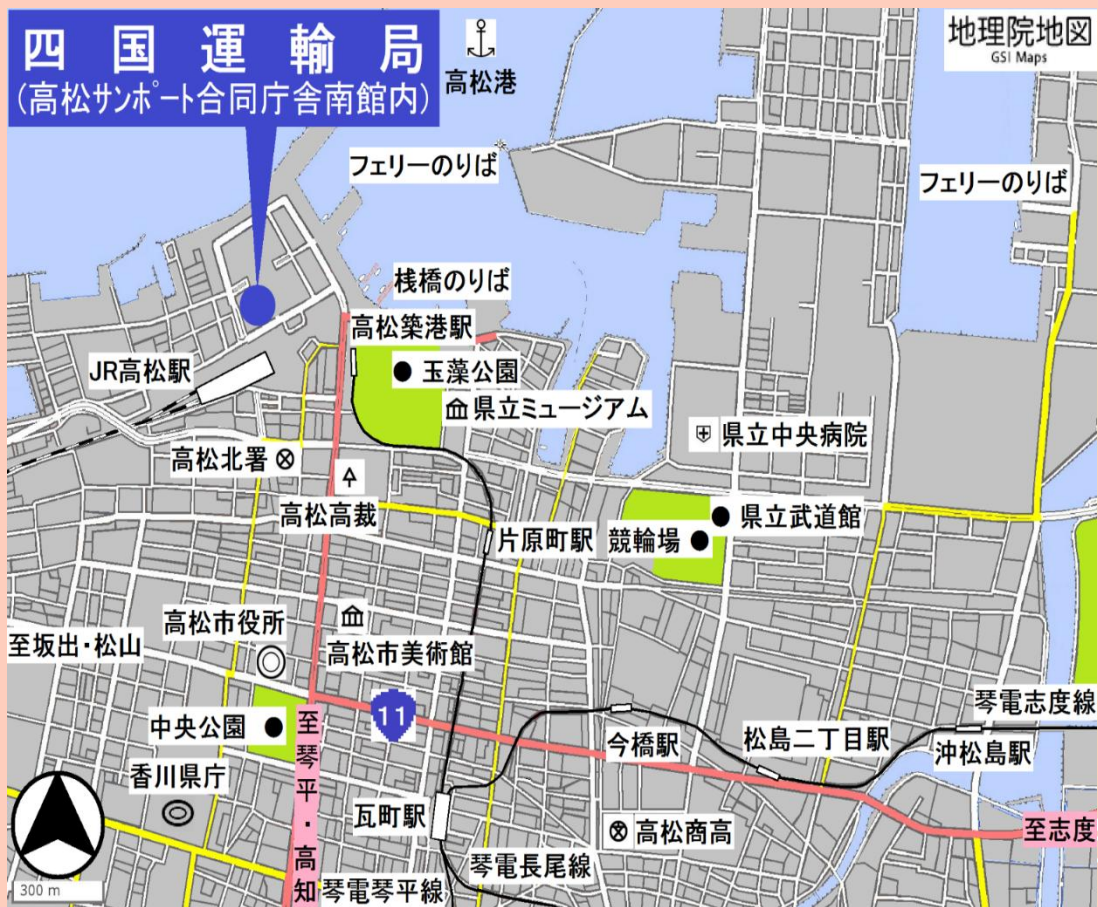 四国運輸局
(高松サンポート合同庁舎南館内)
高松港
地理院地図
GSI Maps
フェリーのりば
フェリーのりば
桟橋のりば
高松築港駅
JR高松駅
玉藻公園
県立ミュージアム
県立中央病院
高松北署
高松高裁
県立武道館
片原町駅
競輪場
高松市役所
至坂出・松山
高松市美術館
11
中央公園
至琴平・高知
琴電志度線
今橋駅
松島二丁目駅
沖松島駅
香川県庁
瓦町駅
高松商高
至志度
琴電長尾線
琴電琴平線
300 m